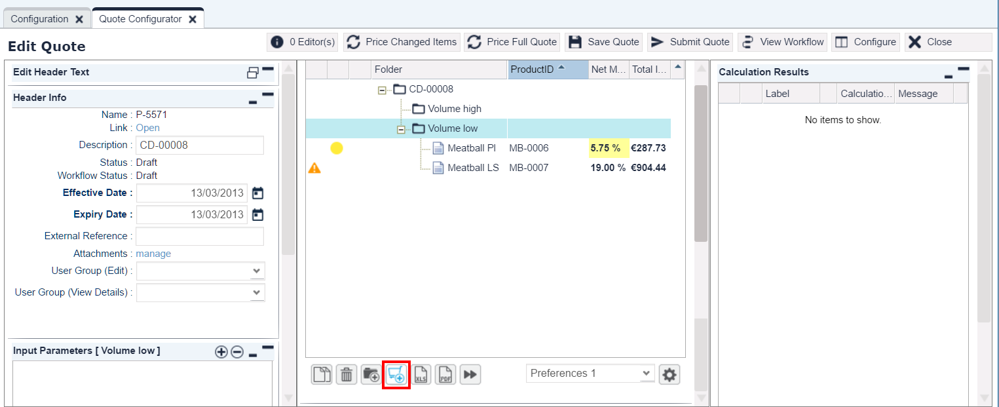 Configuration
Quote Configurator
Edit Quote
0 Editor(s)
Price Changed Items
Price Full Quote
Save Quote
Submit Quote
View Workflow
Configure
Close
Edit Header Text
Header Info
Name : P-5571
Link : Open
Description : CD-00008
Status : Draft
Workflow Status : Draft
Effective Date : 13/03/2013
Expiry Date : 13/03/2013
External Reference :
Attachments : manage
User Group (Edit) :
User Group (View Details) :
Input Parameters [ Volume low ]
Folder ProductID Net M... Total I...
CD-00008
Volume high
Volume low
Meatball PI MB-0006 5.75 % €287.73
Meatball LS MB-0007 19.00 % €904.44
XLS
PDF
Preferences 1
Calculation Results
Label Calculatio... Message
No items to show.